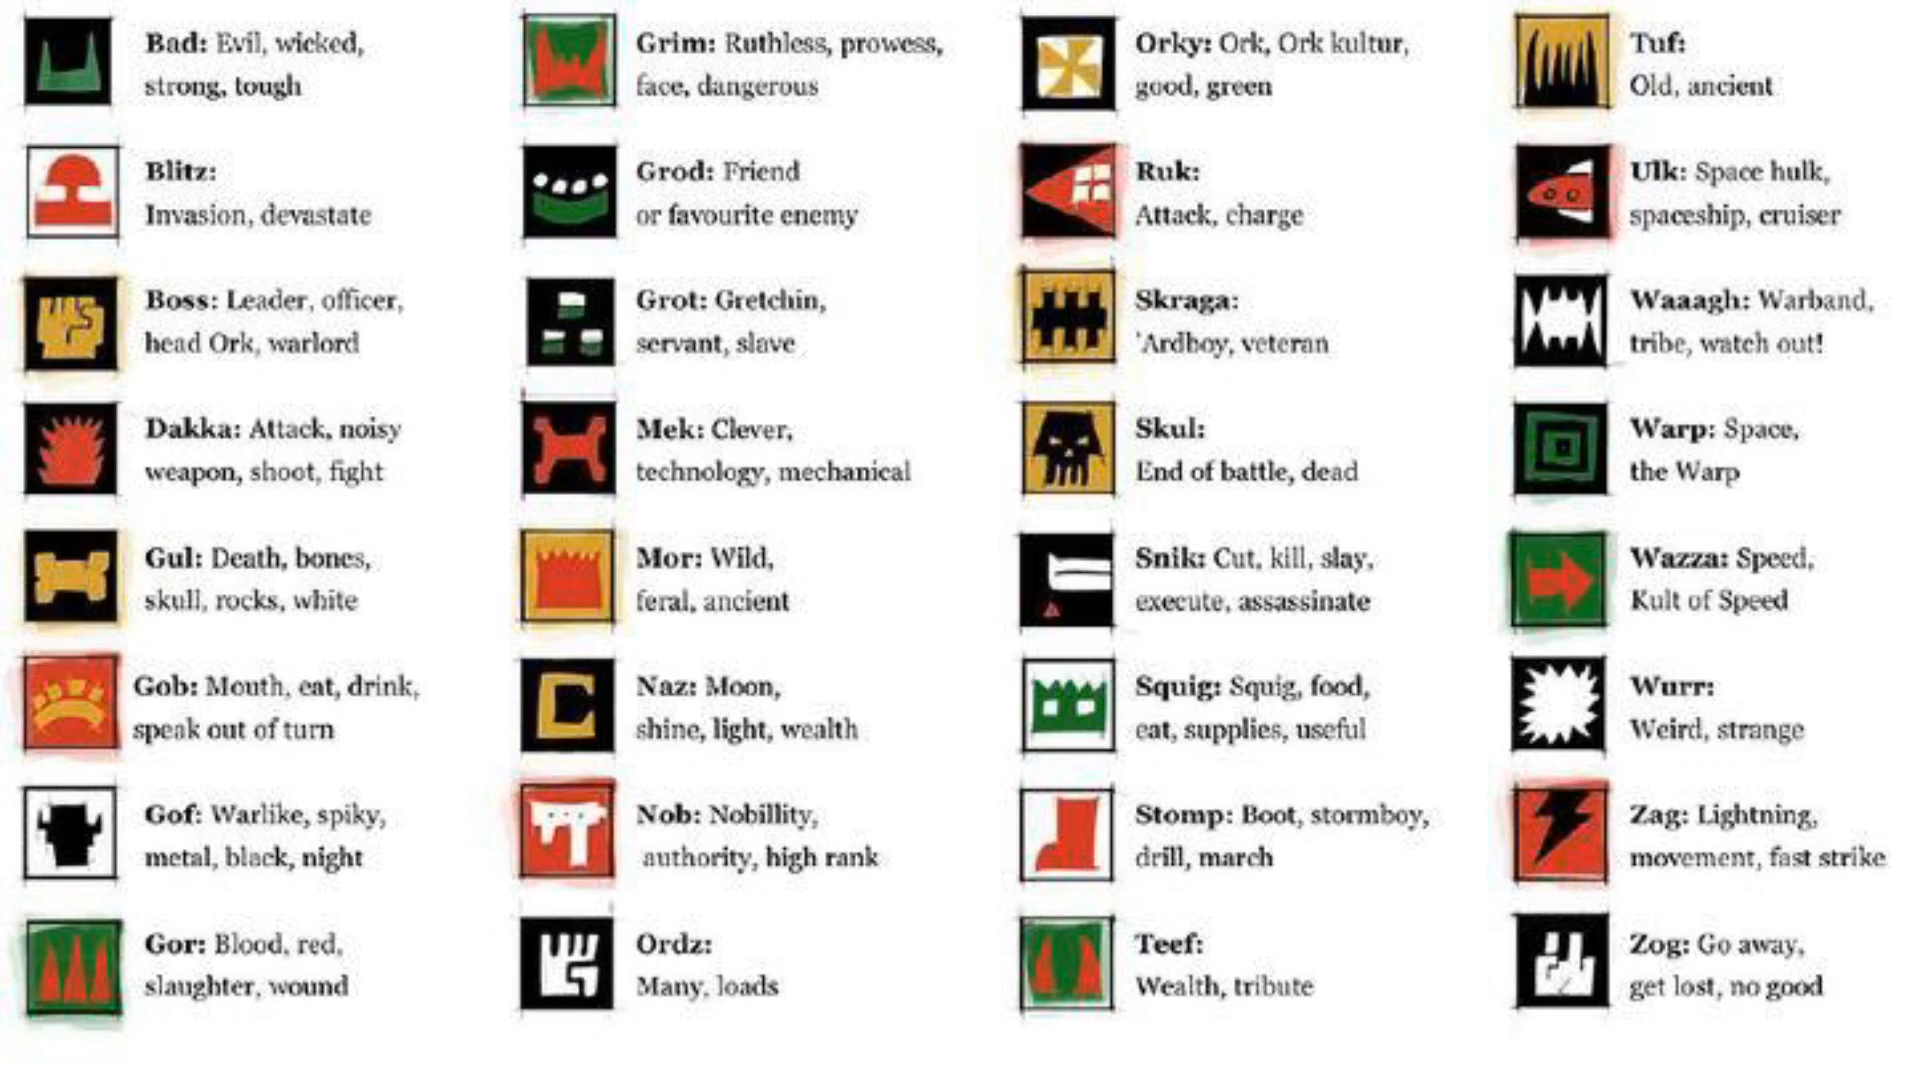 Bad: Evil, wicked,
strong, tough
Blitz:
Invasion, devastate
Boss: Leader, officer,
head Ork, warlord
Dakka: Attack, noisy
weapon, shoot, fight
Gul: Death, bones,
skull, rocks, white
Gob: Mouth, eat, drink,
speak out of turn
Gof: Warlike, spiky,
metal, black, night
Gor: Blood, red,
slaughter, wound
Grim: Ruthless, prowess,
face, dangerous
Grod: Friend
or favourite enemy
Grot: Gretchin,
servant, slave
Mek: Clever,
technology, mechanical
Mor: Wild,
feral, ancient
Naz: Moon,
shine, light, wealth
Nob: Nobillity,
authority, high rank
Ordz:
Many, loads
Orky: Ork, Ork kultur,
good, green
Ruk:
Attack, charge
Skraga:
'Ardboy, veteran
Skul:
End of battle, dead
Snik: Cut, kill, slay,
execute, assassinate
Squig: Squig, food,
eat, supplies, useful
Stomp: Boot, stormboy,
drill, march
Teef:
Wealth, tribute
Tuf:
Old, ancient
Ulk: Space hulk,
spaceship, cruiser
Waaagh: Warband,
tribe, watch out!
Warp: Space,
the Warp
Wazza: Speed,
Kult of Speed
Wurr:
Weird, strange
Zag: Lightning,
movement, fast strike
Zog: Go away,
get lost, no good